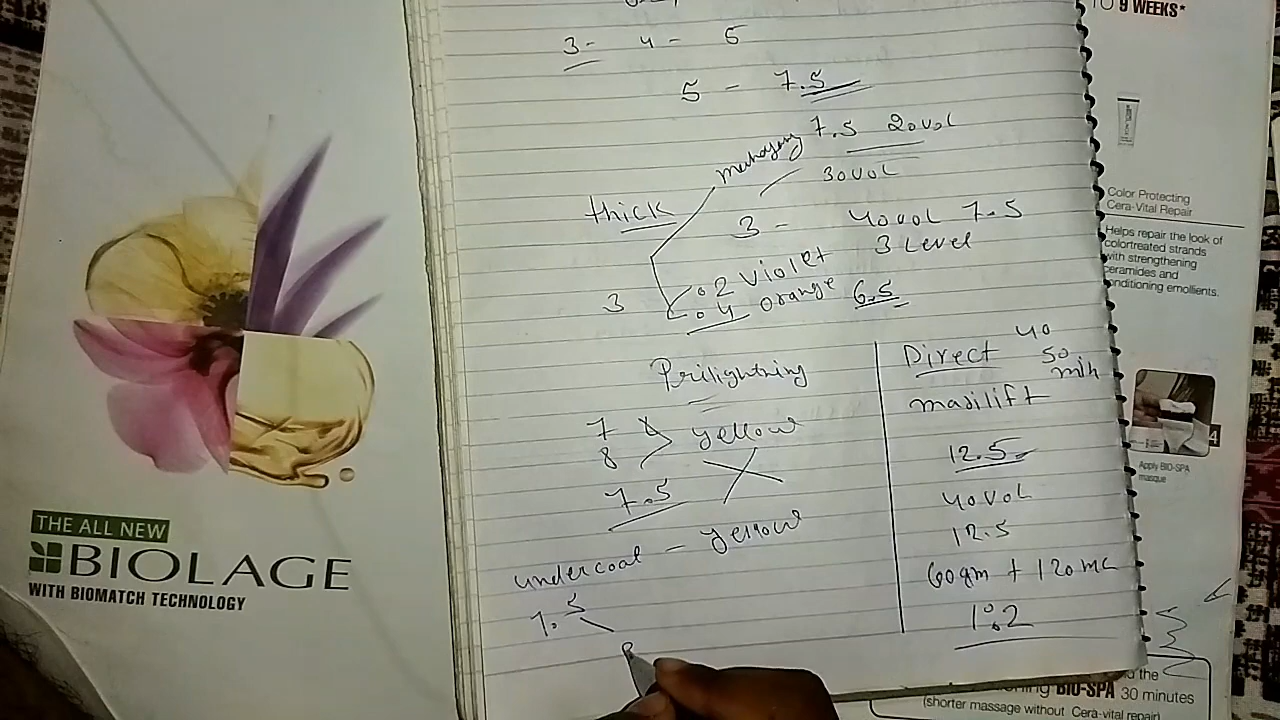 THE ALL NEW
BIOLAGE
WITH BIOMATCH TECHNOLOGY
3- 4- 5
5 - 7.5
mahogany 7.5 20vol
30vol
thick
3 - 40vol 7.5
3 Level
.2 Violet
3 .4 orange 6.5
Prilightning
7
8 yellow
7.5
undercoat - yellow
7.5
Direct 40
50 min
majilift
12.5
40vol
12.5
60gm + 120ml
1:2
TO 9 WEEKS*
Color Protecting
Cera-Vital Repair
Helps repair the look of
colortreated strands
with strengthening
ceramides and
conditioning emollients.
4
Apply BIO-SPA
masque
the
BIO-SPA 30 minutes
(shorter massage without Cera-vital repair)